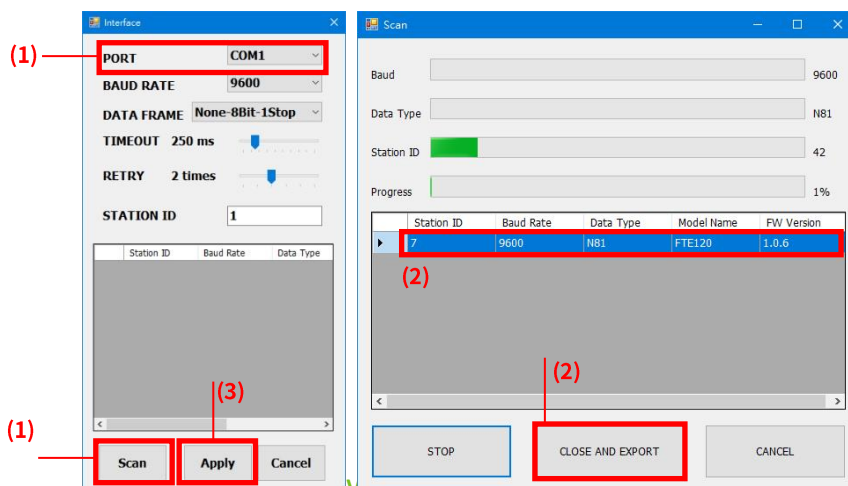 Interface
(1)
PORT COM1
BAUD RATE 9600
DATA FRAME None-8Bit-1Stop
TIMEOUT 250 ms
RETRY 2 times
STATION ID 1
Station ID Baud Rate Data Type
(3)
(1)
Scan Apply Cancel
Scan
Baud 9600
Data Type N81
Station ID 42
Progress 1%
Station ID Baud Rate Data Type Model Name FW Version
7 9600 N81 FTE120 1.0.6
(2)
(2)
STOP CLOSE AND EXPORT CANCEL